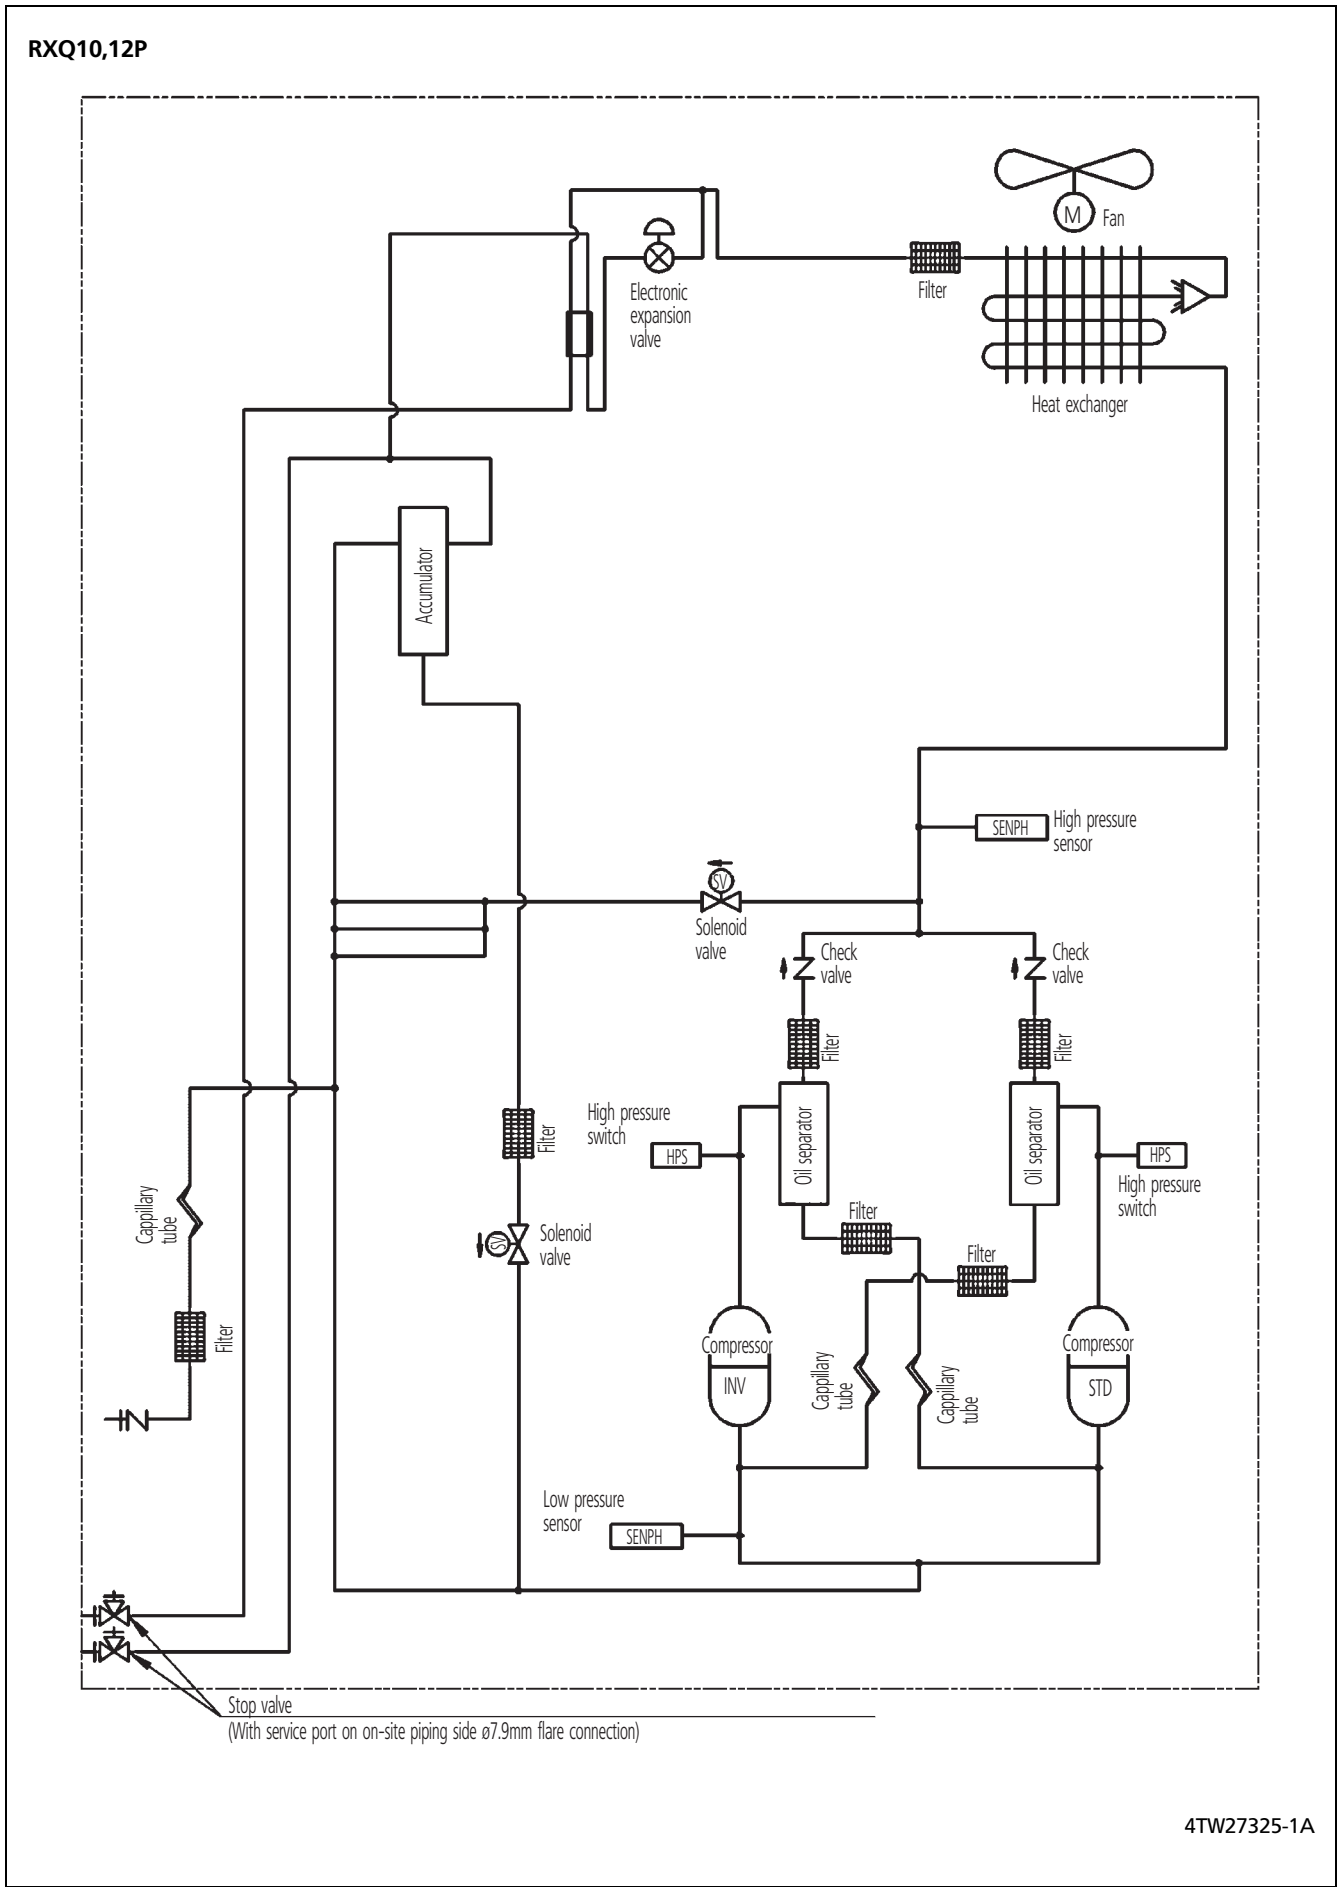 RXQ10,12P
M
Fan
Electronic
expansion
valve
Filter
Heat exchanger
Accumulator
SENPH
High pressure
sensor
SV
Solenoid
valve
Check
valve
Check
valve
Filter
Filter
High pressure
switch
HPS
Oil separator
Oil separator
HPS
High pressure
switch
Filter
Cappillary
tube
SV
Solenoid
valve
Filter
Filter
Filter
Compressor
INV
Cappillary
tube
Cappillary
tube
Compressor
STD
Low pressure
sensor
SENPH
Stop valve
(With service port on on-site piping side ø7.9mm flare connection)
4TW27325-1A